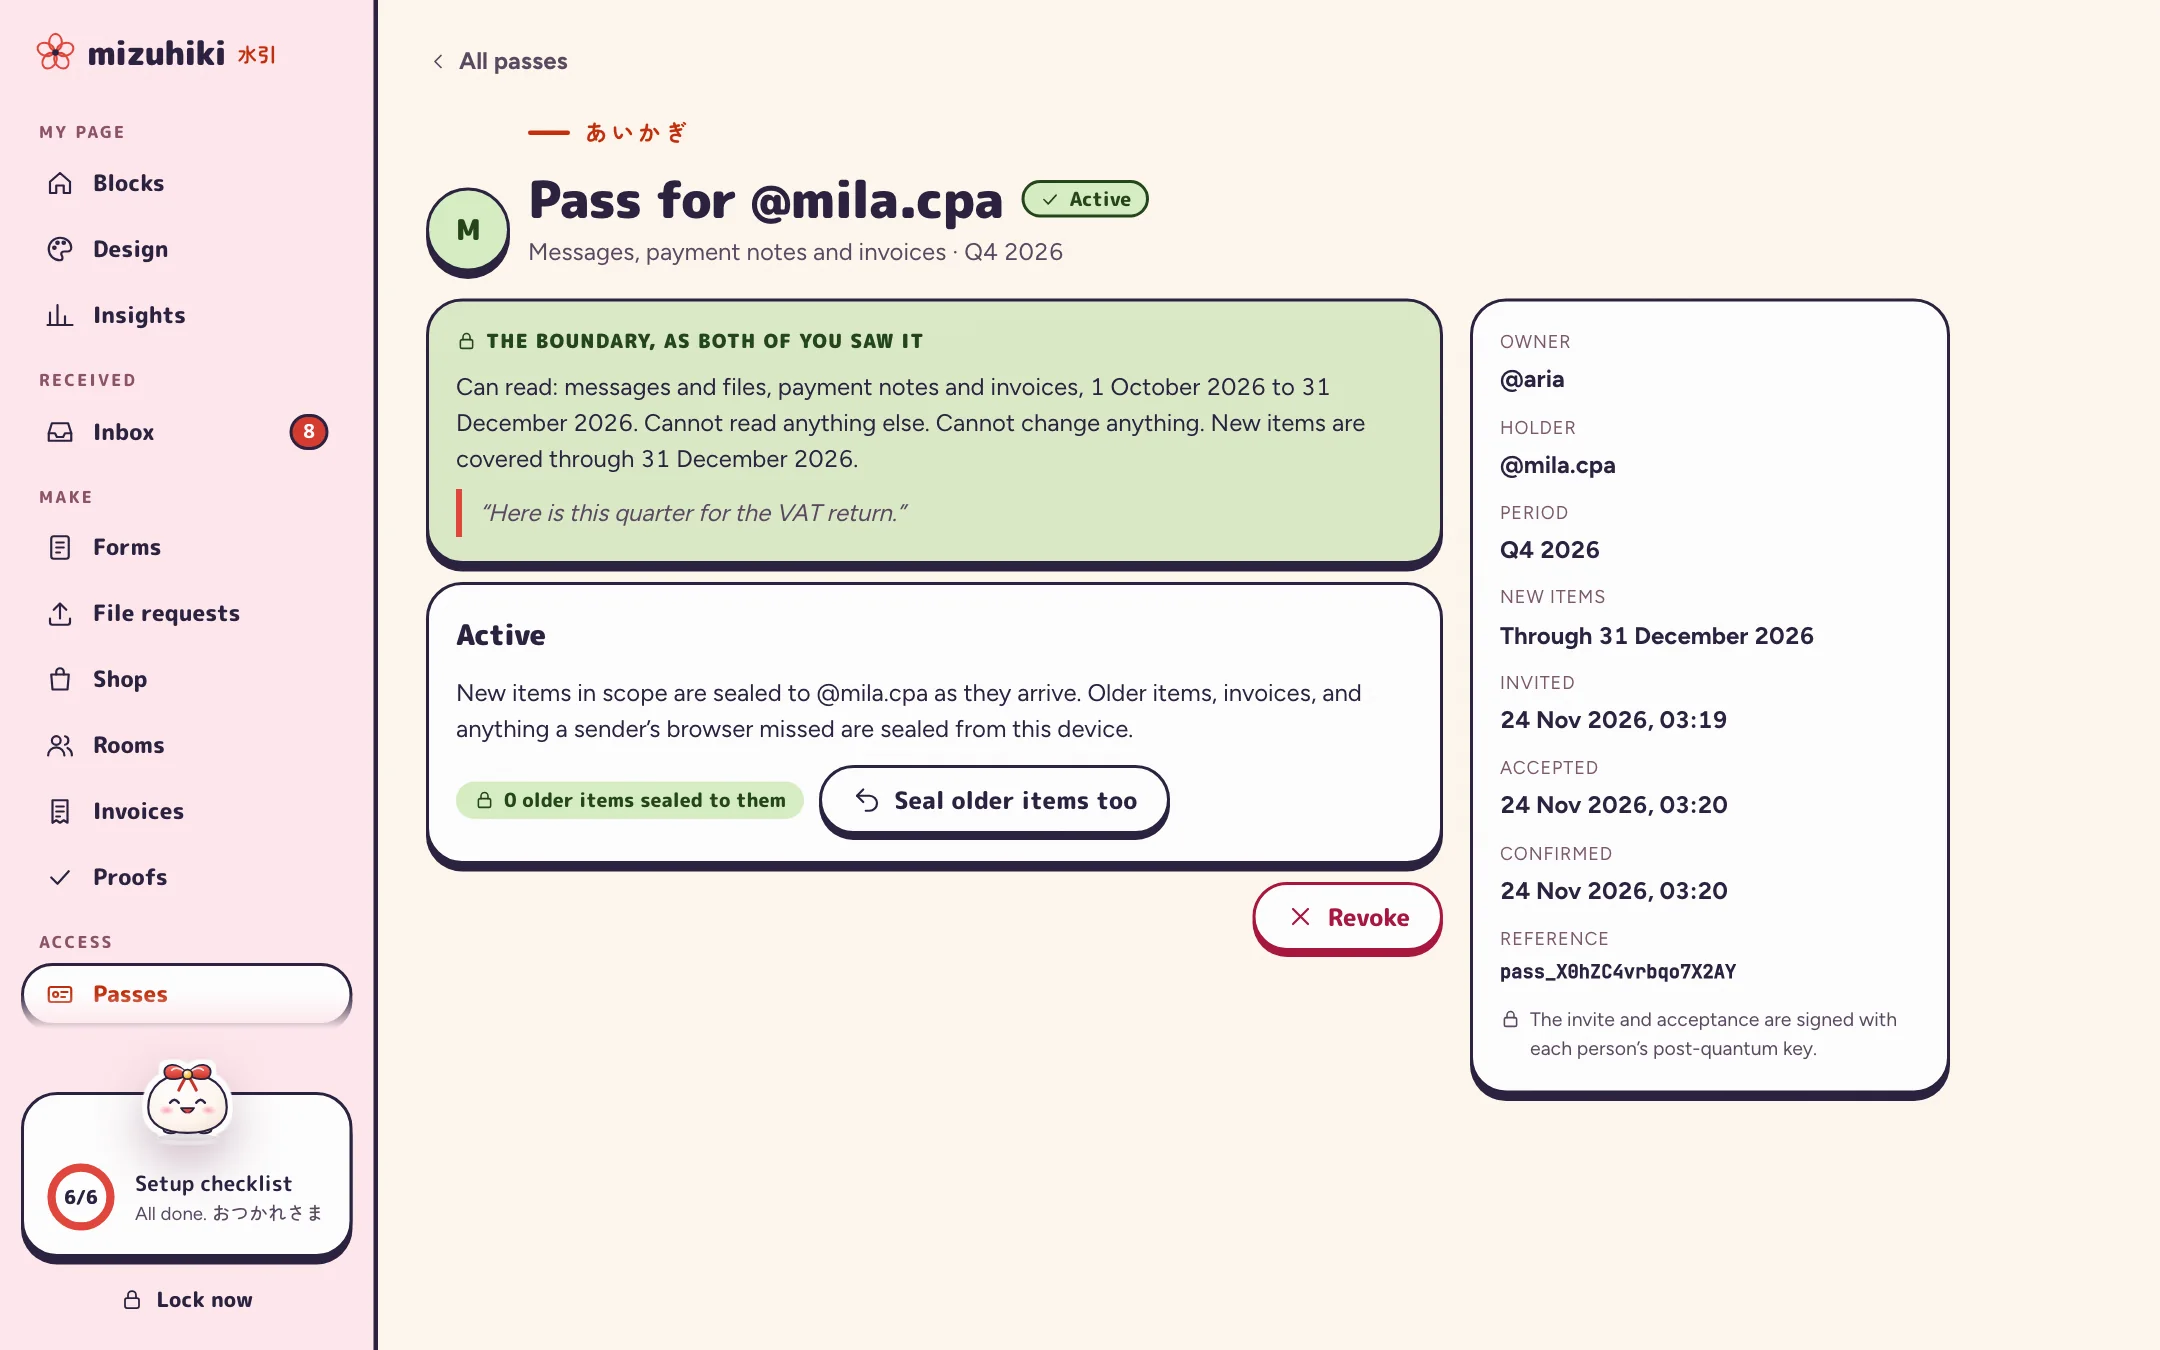 mizuhiki 水引
MY PAGE
Blocks
Design
Insights
RECEIVED
Inbox
8
MAKE
Forms
File requests
Shop
Rooms
Invoices
Proofs
ACCESS
Passes
6/6
Setup checklist
All done. おつかれさま
Lock now
All passes
あいかぎ
M
Pass for @mila.cpa
Active
Messages, payment notes and invoices · Q4 2026
THE BOUNDARY, AS BOTH OF YOU SAW IT
Can read: messages and files, payment notes and invoices, 1 October 2026 to 31
December 2026. Cannot read anything else. Cannot change anything. New items are
covered through 31 December 2026.
“Here is this quarter for the VAT return.”
Active
New items in scope are sealed to @mila.cpa as they arrive. Older items, invoices, and
anything a sender’s browser missed are sealed from this device.
0 older items sealed to them
Seal older items too
Revoke
OWNER
@aria
HOLDER
@mila.cpa
PERIOD
Q4 2026
NEW ITEMS
Through 31 December 2026
INVITED
24 Nov 2026, 03:19
ACCEPTED
24 Nov 2026, 03:20
CONFIRMED
24 Nov 2026, 03:20
REFERENCE
pass_X0hZC4vrbqo7X2AY
The invite and acceptance are signed with
each person’s post-quantum key.